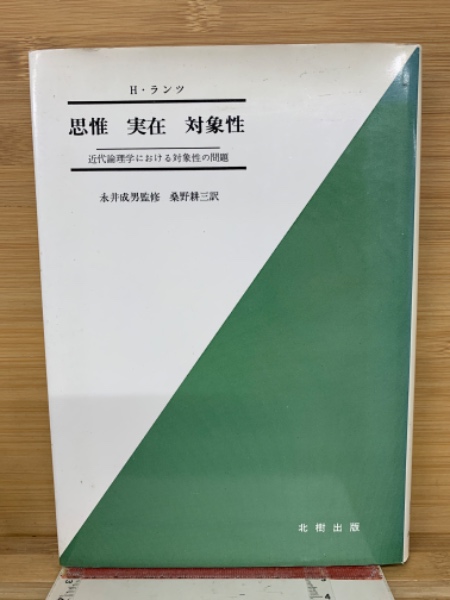 H・ランツ
思惟 実在 対象性
近代論理学における対象性の問題
永井成男監修 桑野耕三訳
北樹出版